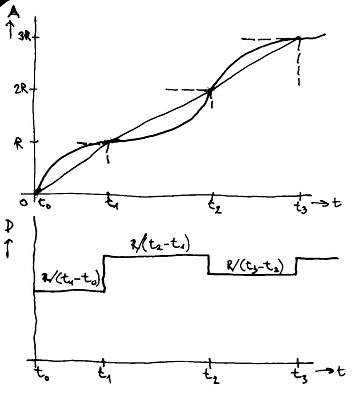 A
↑
3R
2R
R
0 t₀ t₁ t₂ t₃ → t
D
↑
R/(t₂-t₁)
R/(t₁-t₀) R/(t₃-t₂)
t₀ t₁ t₂ t₃ → t